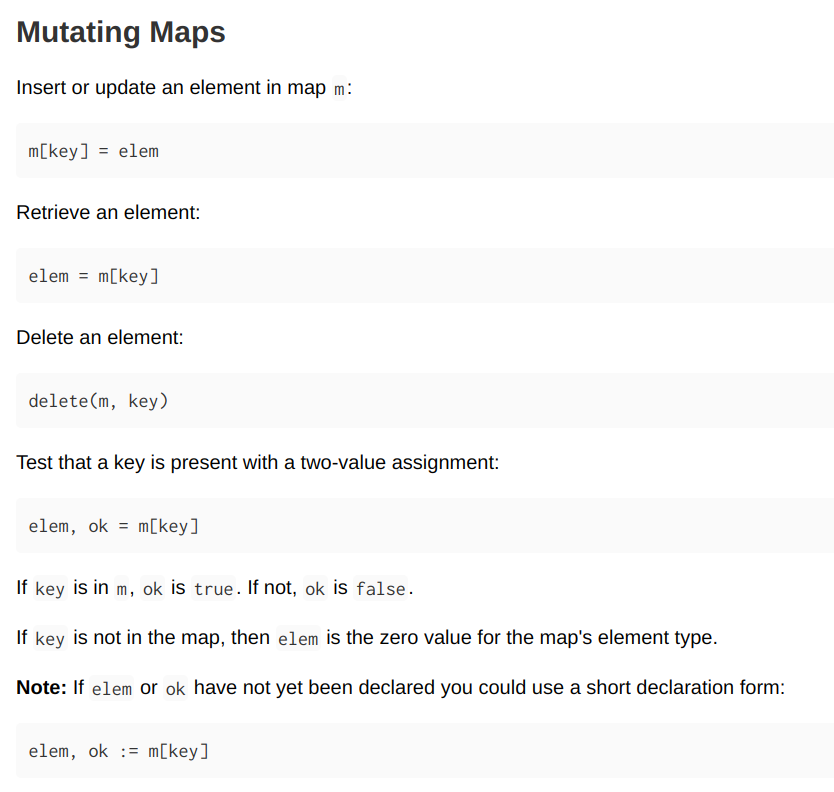 Mutating Maps
Insert or update an element in map m:
m[key] = elem
Retrieve an element:
elem = m[key]
Delete an element:
delete(m, key)
Test that a key is present with a two-value assignment:
elem, ok = m[key]
If key is in m, ok is true. If not, ok is false.
If key is not in the map, then elem is the zero value for the map's element type.
Note: If elem or ok have not yet been declared you could use a short declaration form:
elem, ok := m[key]